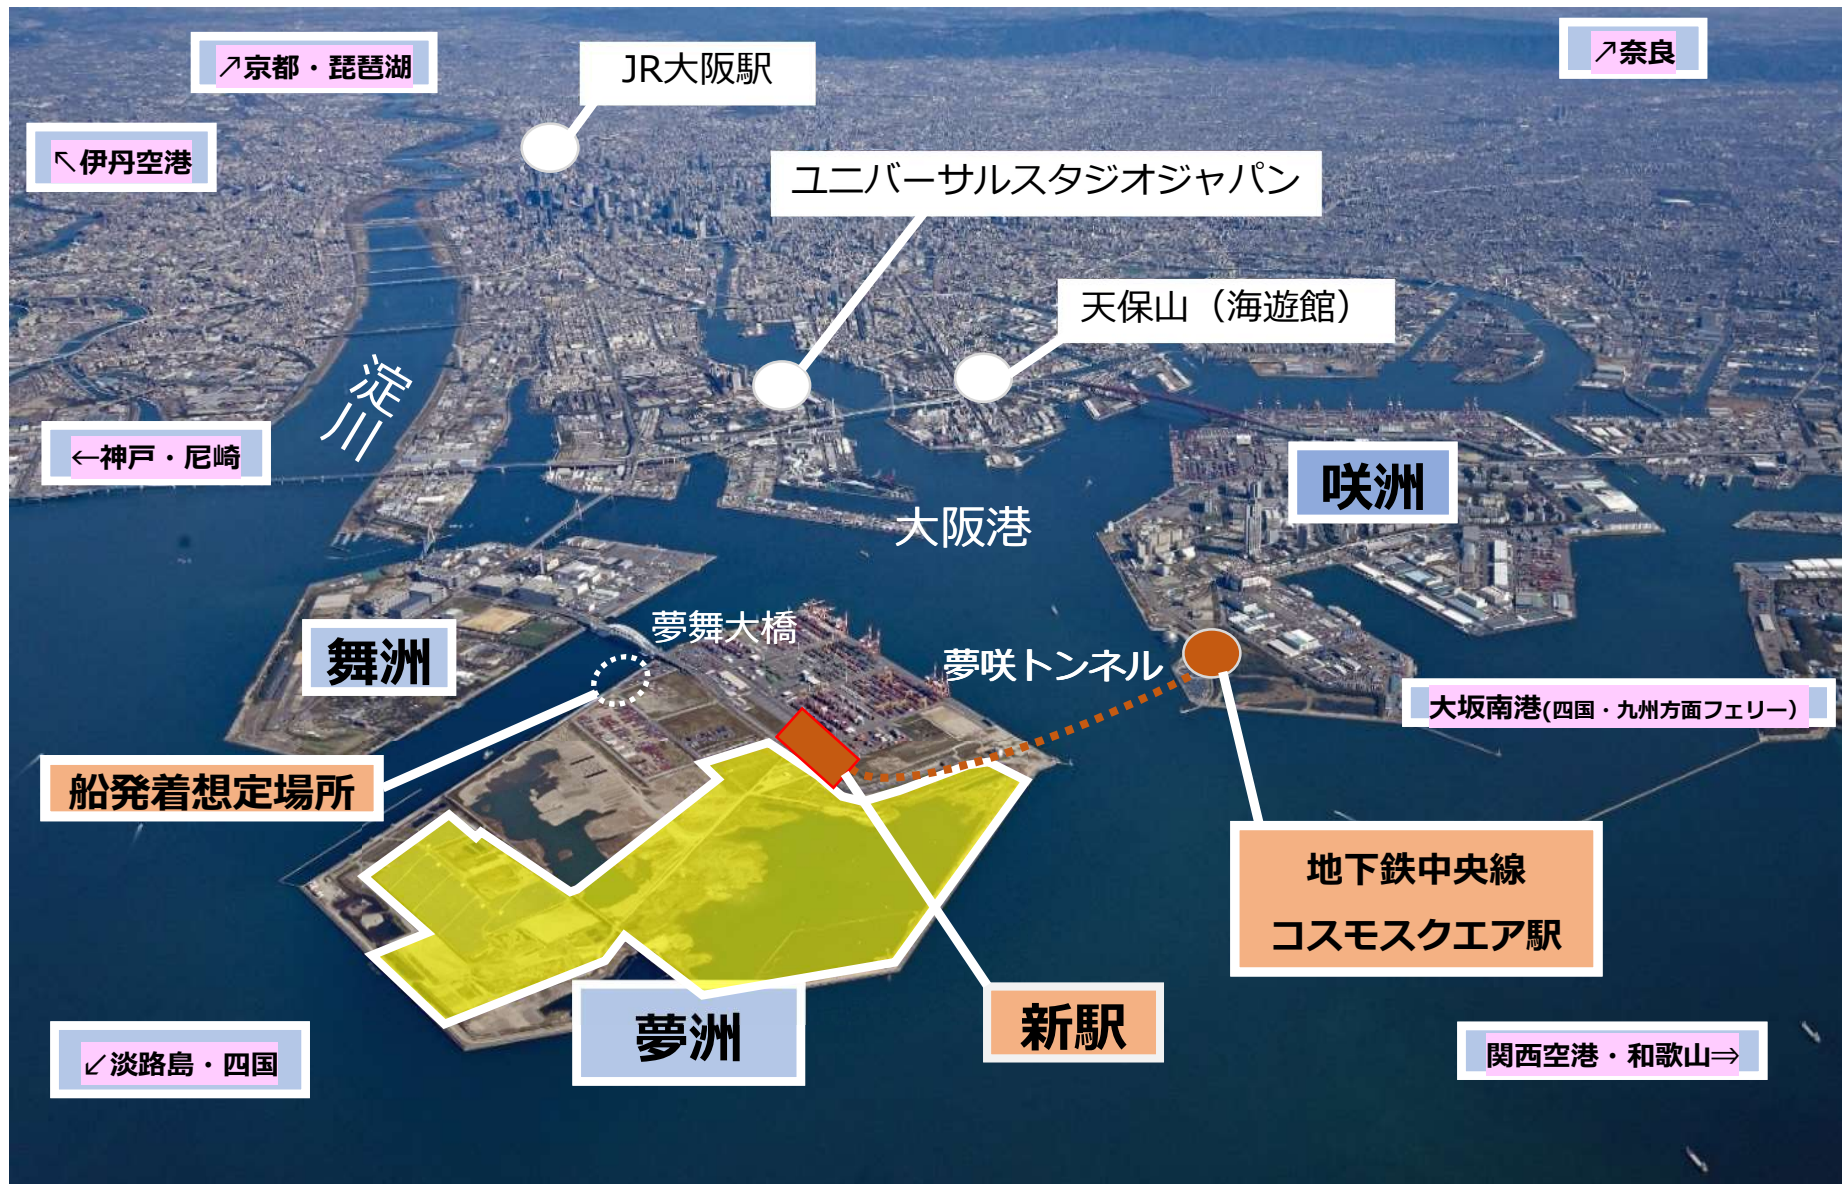 ↗京都・琵琶湖
JR大阪駅
↗奈良
↖伊丹空港
ユニバーサルスタジオジャパン
天保山（海遊館）
淀川
←神戸・尼崎
咲洲
大阪港
夢舞大橋
舞洲
夢咲トンネル
大坂南港(四国・九州方面フェリー）
船発着想定場所
地下鉄中央線
コスモスクエア駅
新駅
夢洲
↙淡路島・四国
関西空港・和歌山⇒